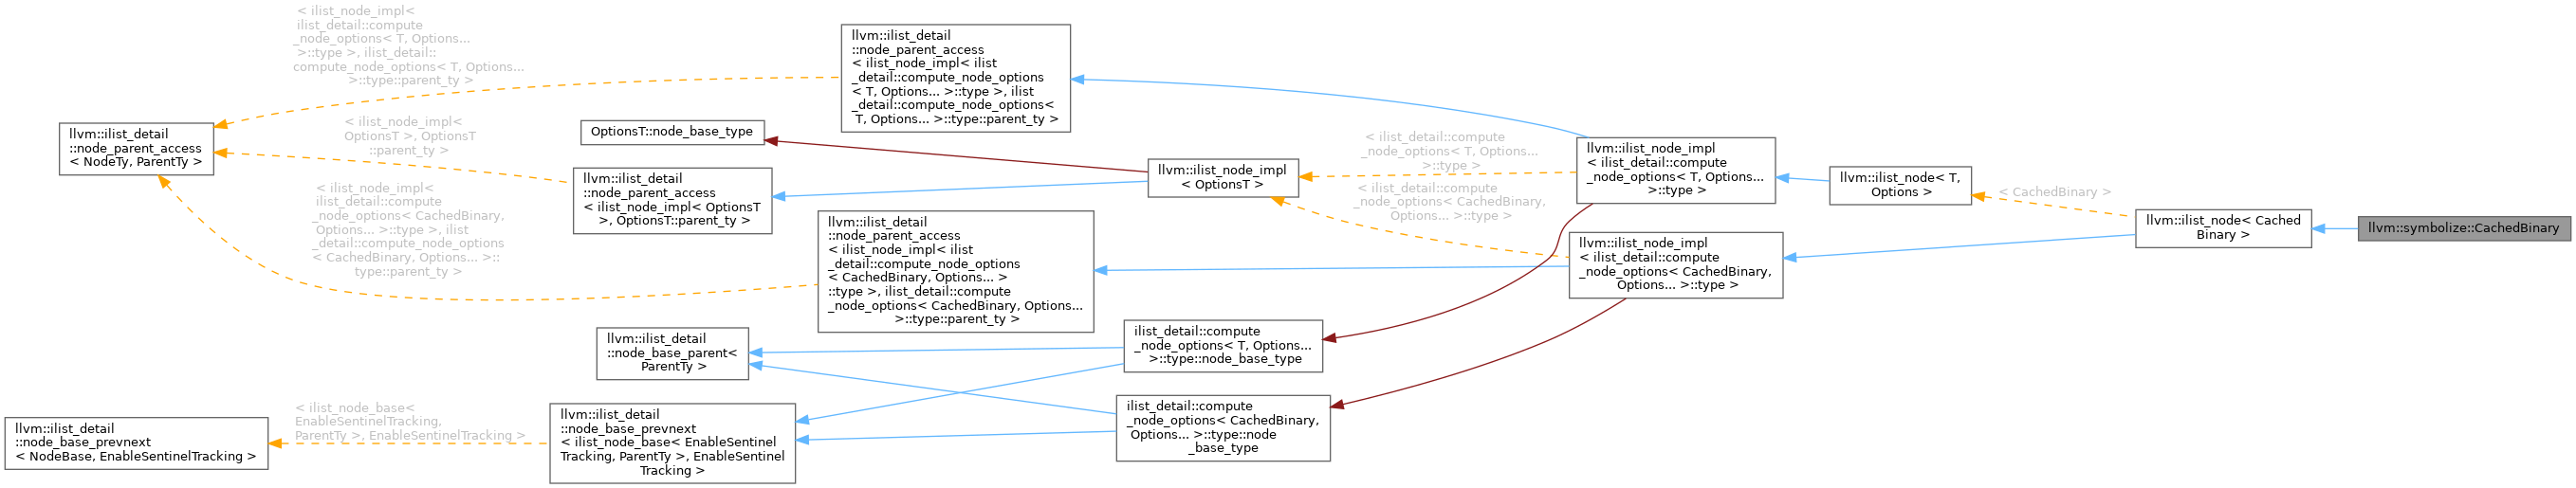 < ilist_node_impl<
ilist_detail::compute
_node_options< T, Options...
>::type >, ilist_detail::
compute_node_options< T, Options...
>::type::parent_ty >
llvm::ilist_detail
::node_parent_access
< NodeTy, ParentTy >
< ilist_node_impl<
OptionsT >, OptionsT
::parent_ty >
< ilist_node_impl<
ilist_detail::compute
_node_options< CachedBinary,
Options... >::type >, ilist
_detail::compute_node_options
< CachedBinary, Options... >::
type::parent_ty >
llvm::ilist_detail
::node_base_prevnext
< NodeBase, EnableSentinelTracking >
< ilist_node_base<
EnableSentinelTracking,
ParentTy >, EnableSentinelTracking >
OptionsT::node_base_type
llvm::ilist_detail
::node_parent_access
< ilist_node_impl< OptionsT
>, OptionsT::parent_ty >
llvm::ilist_detail
::node_base_parent<
ParentTy >
llvm::ilist_detail
::node_base_prevnext
< ilist_node_base< EnableSentinel
Tracking, ParentTy >, EnableSentinel
Tracking >
llvm::ilist_detail
::node_parent_access
< ilist_node_impl< ilist
_detail::compute_node_options
< T, Options... >::type >, ilist
_detail::compute_node_options<
T, Options... >::type::parent_ty >
llvm::ilist_detail
::node_parent_access
< ilist_node_impl< ilist
_detail::compute_node_options
< CachedBinary, Options... >
::type >, ilist_detail::compute
_node_options< CachedBinary, Options...
>::type::parent_ty >
llvm::ilist_node_impl
< OptionsT >
ilist_detail::compute
_node_options< T, Options...
>::type::node_base_type
ilist_detail::compute
_node_options< CachedBinary,
Options... >::type::node
_base_type
< ilist_detail::compute
_node_options< T, Options...
>::type >
< ilist_detail::compute
_node_options< CachedBinary,
Options... >::type >
llvm::ilist_node_impl
< ilist_detail::compute
_node_options< T, Options...
>::type >
llvm::ilist_node_impl
< ilist_detail::compute
_node_options< CachedBinary,
Options... >::type >
llvm::ilist_node< T,
Options >
< CachedBinary >
llvm::ilist_node< Cached
Binary >
llvm::symbolize::CachedBinary